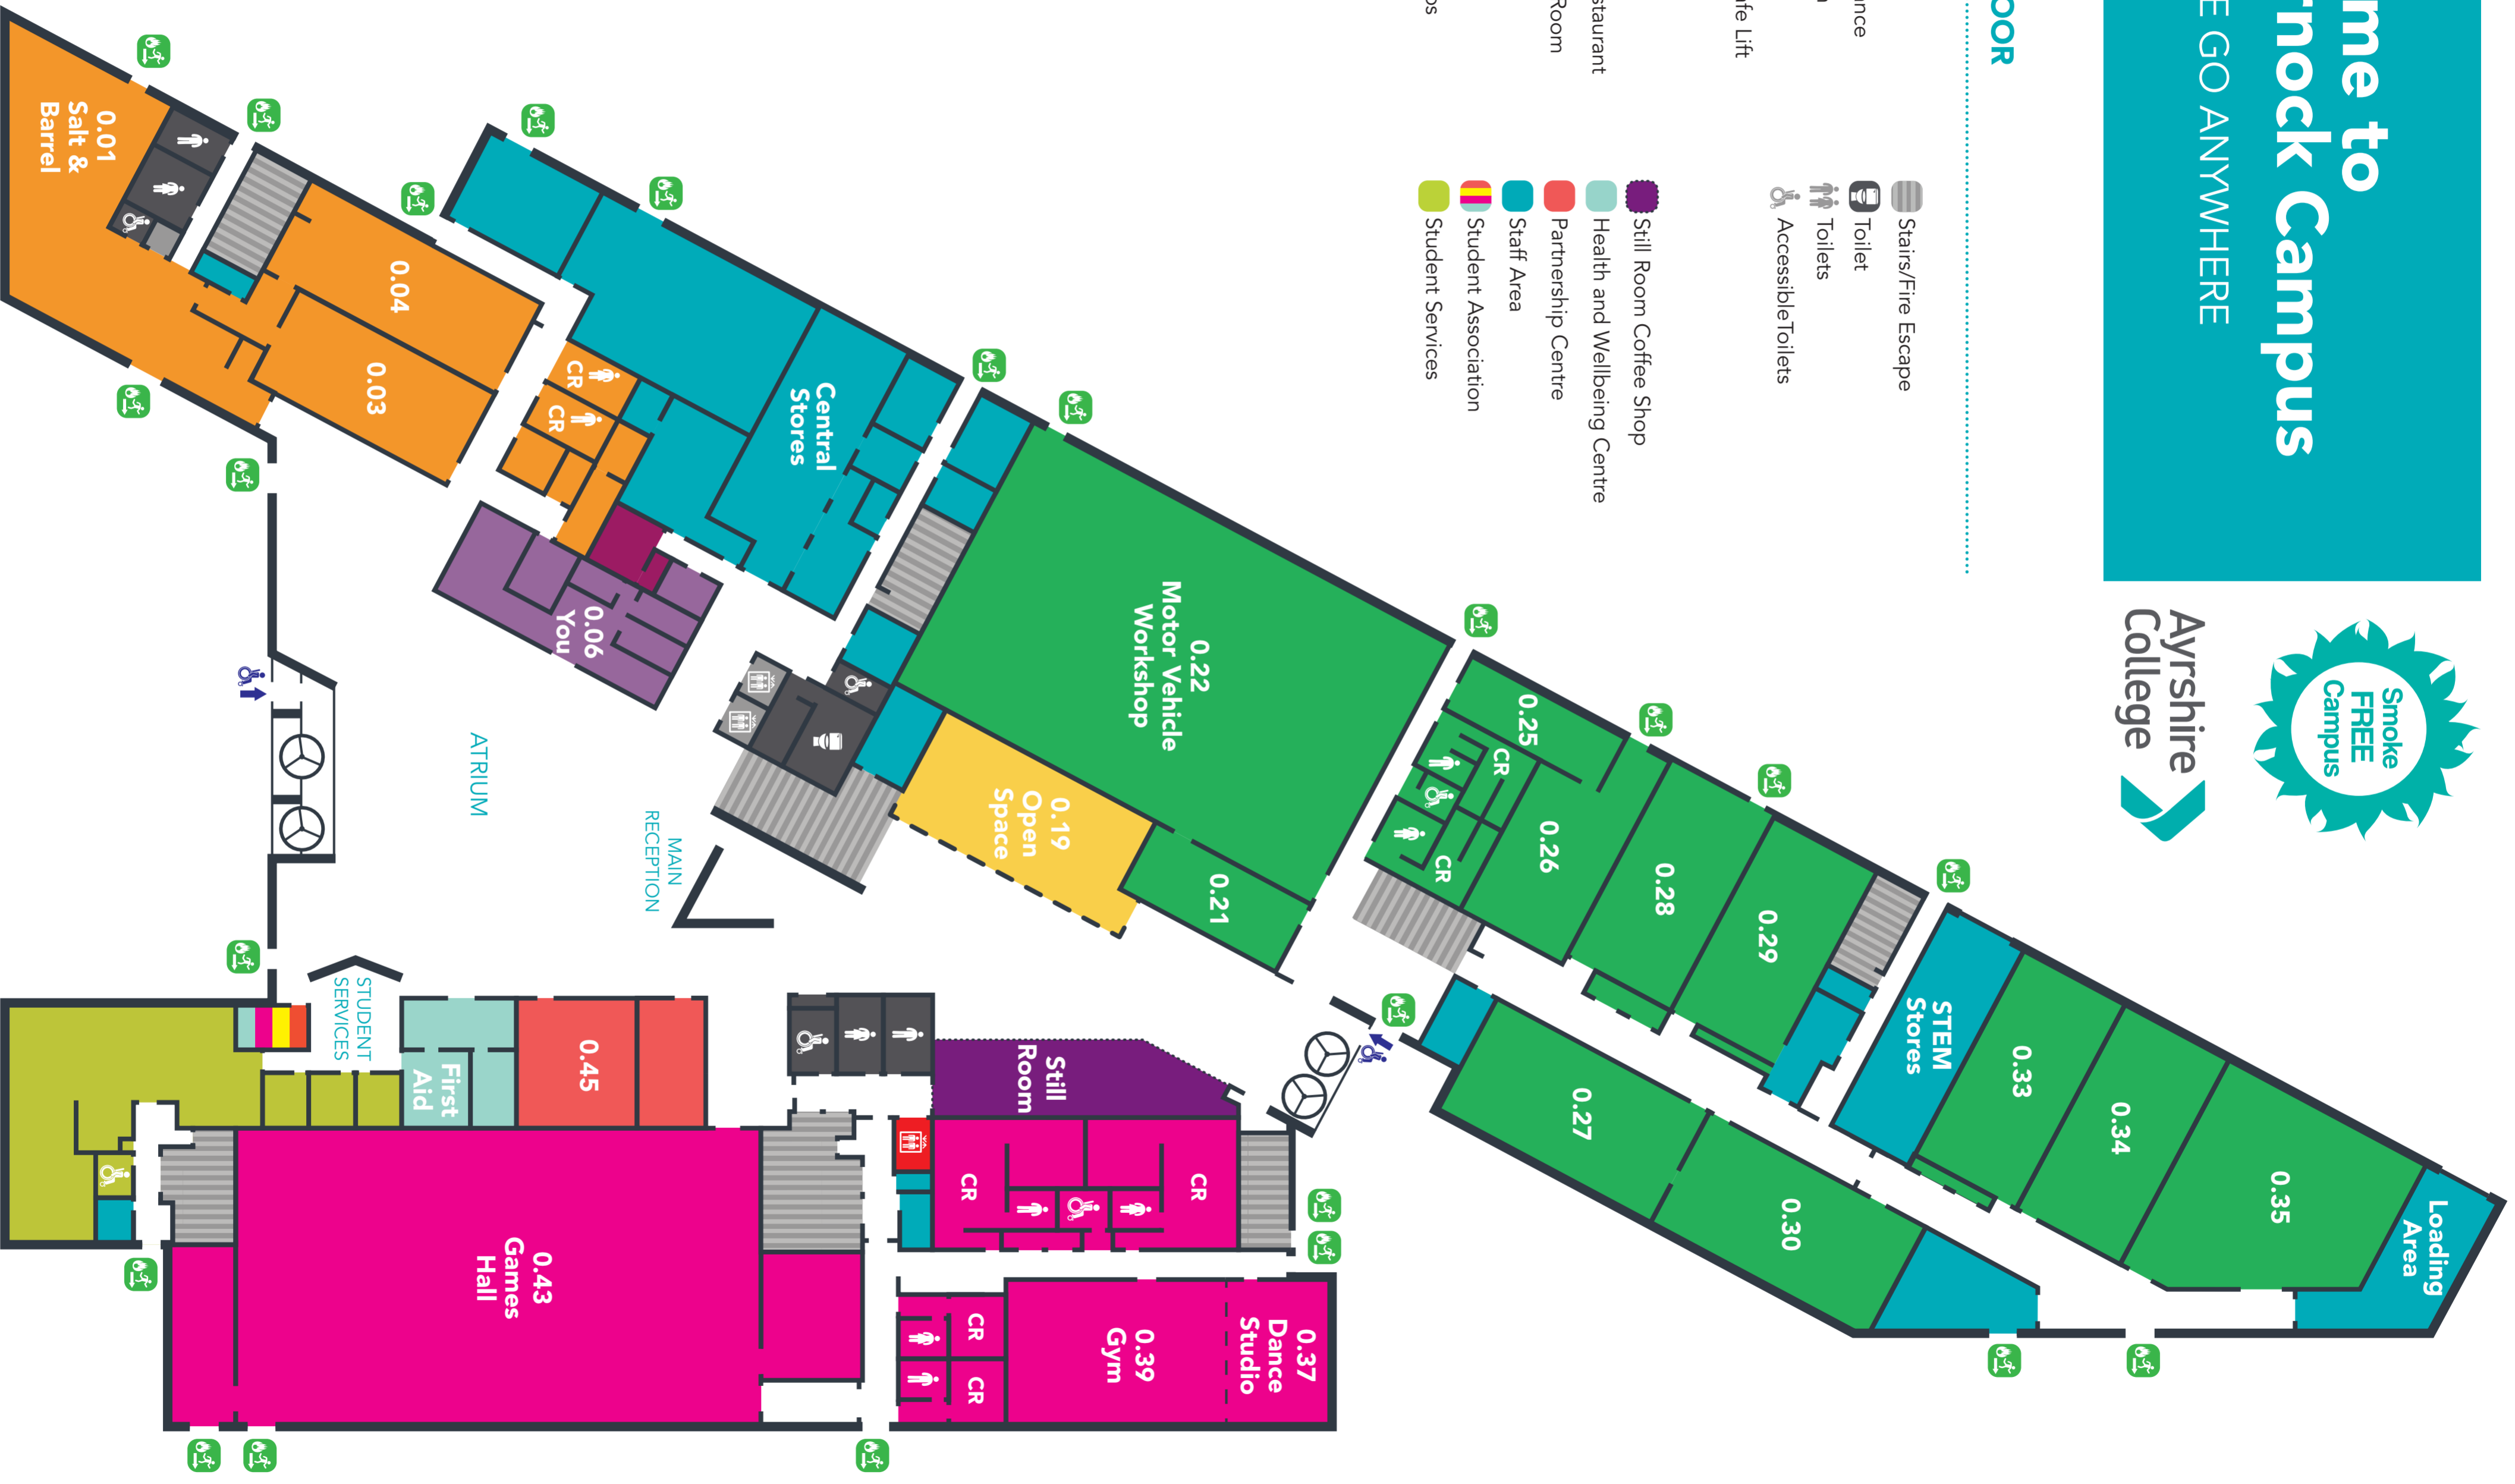 me to
rnock Campus
E GO ANYWHERE
Smoke
FREE
Campus
Ayrshire
College
OOR
ance
afe Lift
staurant
Room
ps
Stairs/Fire Escape
Toilet
Toilets
AccessibleToilets
Still Room Coffee Shop
Health and Wellbeing Centre
Partnership Centre
Staff Area
Student Association
Student Services
0.01
Salt &
Barrel
0.04
0.03
CR
CR
Central
Stores
0.06
You
0.22
Motor Vehicle
Workshop
0.19
Open
Space
0.21
0.25
CR
CR
0.26
0.28
0.29
STEM
Stores
0.33
0.34
0.35
Loading
Area
0.27
0.30
ATRIUM
MAIN
RECEPTION
STUDENT
SERVICES
First
Aid
0.45
Still
Room
CR
CR
0.43
Games
Hall
CR
CR
0.39
Gym
0.37
Dance
Studio